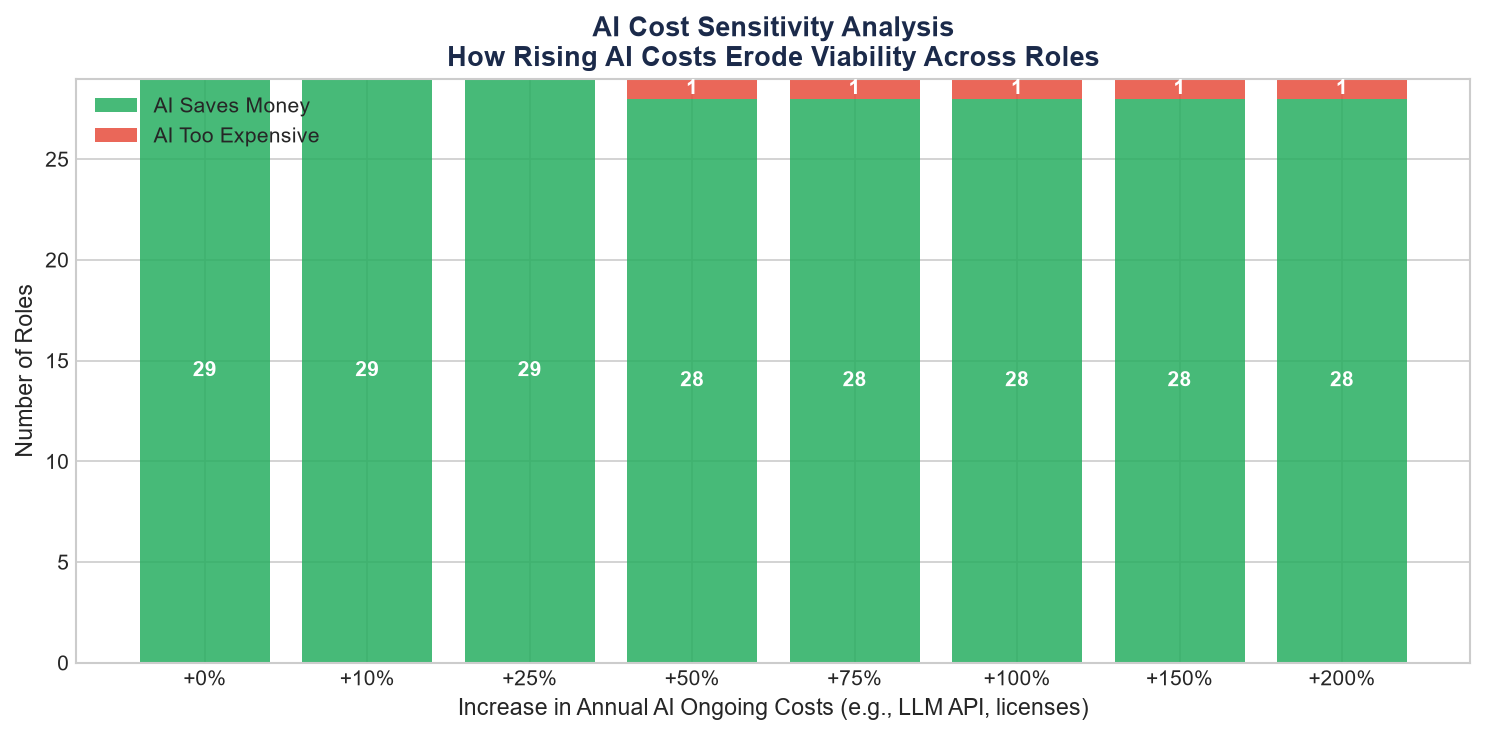 AI Cost Sensitivity Analysis
How Rising AI Costs Erode Viability Across Roles
AI Saves Money
AI Too Expensive
1 1 1 1 1
29 29 29 28 28 28 28 28
Number of Roles
25
20
15
10
5
0
+0% +10% +25% +50% +75% +100% +150% +200%
Increase in Annual AI Ongoing Costs (e.g., LLM API, licenses)